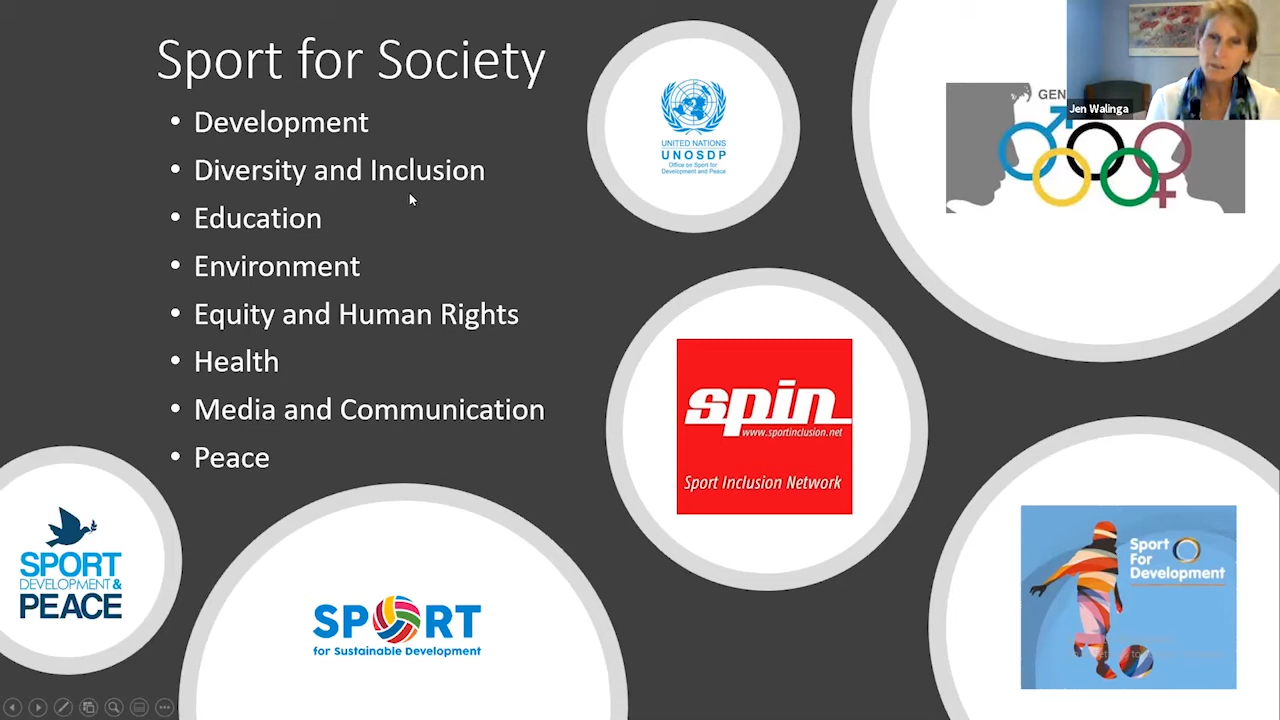 Sport for Society
• Development
• Diversity and Inclusion
• Education
• Environment
• Equity and Human Rights
• Health
• Media and Communication
• Peace
UNITED NATIONS
UNOSDP
Office on Sport for
Development and Peace
GEN
Jen Walinga
spin
www.sportinclusion.net
Sport Inclusion Network
SPORT
DEVELOPMENT &
PEACE
SPORT
for Sustainable Development
Sport
For
Development